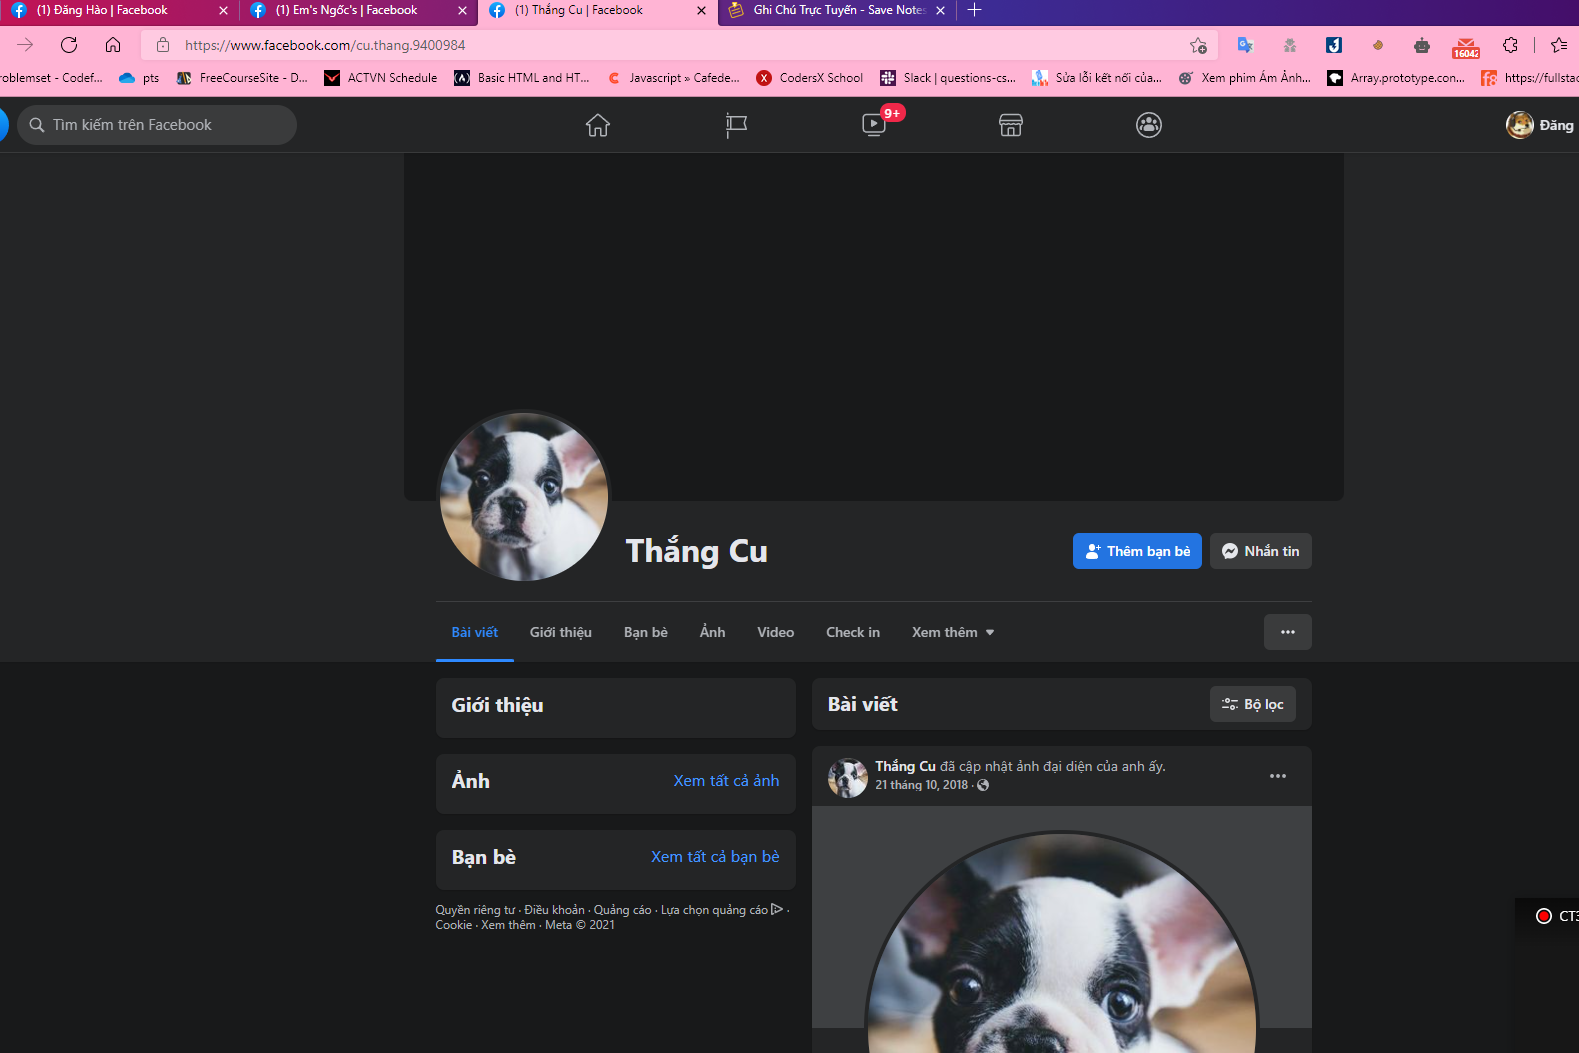 (1) Đăng Hào | Facebook
(1) Em's Ngốc's | Facebook
(1) Thắng Cu | Facebook
Ghi Chú Trực Tuyến - Save Notes
https://www.facebook.com/cu.thang.9400984
16042
roblemset - Codef...
pts
FreeCourseSite - D...
ACTVN Schedule
Basic HTML and HT...
Javascript » Cafede...
CodersX School
Slack | questions-cs...
Sửa lỗi kết nối của...
Xem phim Ám Ảnh...
Array.prototype.con...
https://fullstac
Tìm kiếm trên Facebook
9+
Đăng
Thắng Cu
Thêm bạn bè
Nhắn tin
Bài viết
Giới thiệu
Bạn bè
Ảnh
Video
Check in
Xem thêm
Giới thiệu
Ảnh
Xem tất cả ảnh
Bạn bè
Xem tất cả bạn bè
Quyền riêng tư · Điều khoản · Quảng cáo · Lựa chọn quảng cáo ·
Cookie · Xem thêm · Meta © 2021
Bài viết
Bộ lọc
Thắng Cu đã cập nhật ảnh đại diện của anh ấy.
21 tháng 10, 2018 ·
CT3